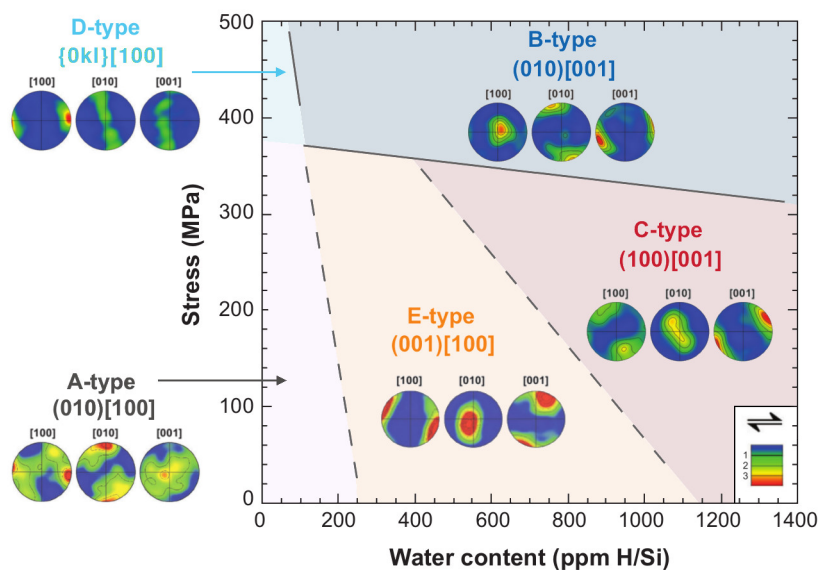 D-type
{0kl}[100]
[100] [010] [001]
B-type
(010)[001]
[100] [010] [001]
C-type
(100)[001]
[100] [010] [001]
E-type
(001)[100]
[100] [010] [001]
A-type
(010)[100]
[100] [010] [001]
1
2
3
Stress (MPa)
500
400
300
200
100
0
0 200 400 600 800 1000 1200 1400
Water content (ppm H/Si)